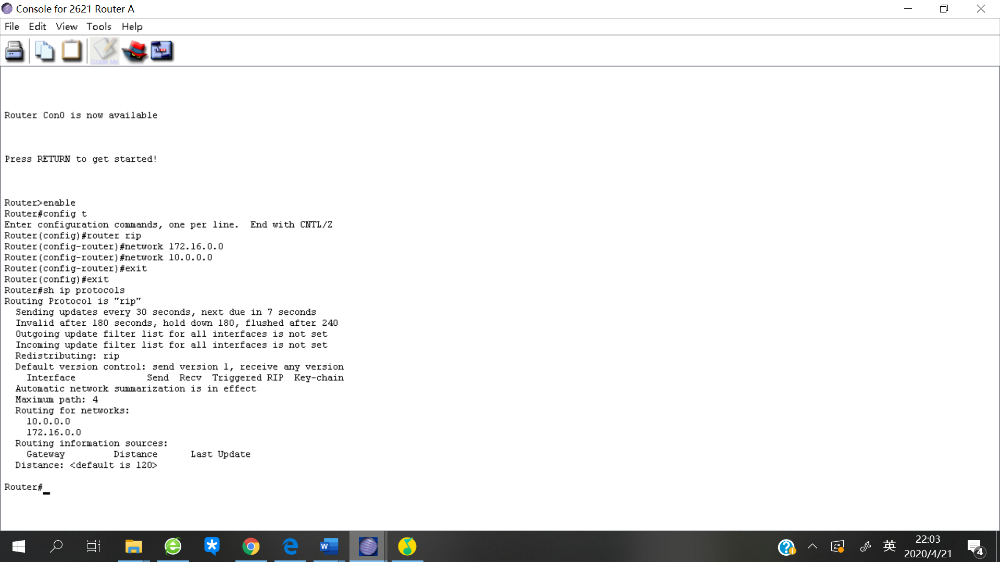 Console for 2621 Router A
File Edit View Tools Help
Grade Me
Router Con0 is now available
Press RETURN to get started!
Router>enable
Router#config t
Enter configuration commands, one per line.  End with CNTL/Z
Router(config)#router rip
Router(config-router)#network 172.16.0.0
Router(config-router)#network 10.0.0.0
Router(config-router)#exit
Router(config)#exit
Router#sh ip protocols
Routing Protocol is "rip"
  Sending updates every 30 seconds, next due in 7 seconds
  Invalid after 180 seconds, hold down 180, flushed after 240
  Outgoing update filter list for all interfaces is not set
  Incoming update filter list for all interfaces is not set
  Redistributing: rip
  Default version control: send version 1, receive any version
    Interface             Send  Recv  Triggered RIP  Key-chain
  Automatic network summarization is in effect
  Maximum path: 4
  Routing for networks:
    10.0.0.0
    172.16.0.0
  Routing information sources:
    Gateway         Distance      Last Update
  Distance: <default is 120>
Router#_
W
英
22:03
2020/4/21
4